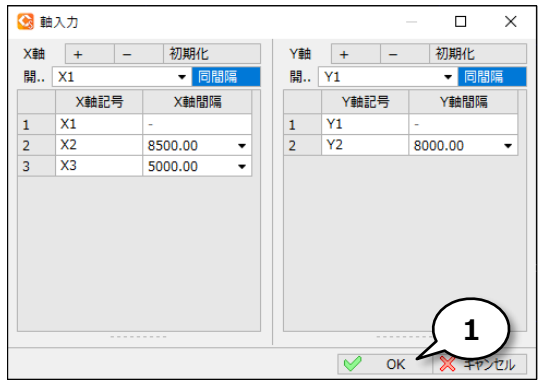 軸入力
X軸 + − 初期化
開.. X1 同間隔
X軸記号 X軸間隔
1 X1 -
2 X2 8500.00
3 X3 5000.00
Y軸 + − 初期化
開.. Y1 同間隔
Y軸記号 Y軸間隔
1 Y1 -
2 Y2 8000.00
1
OK キャンセル